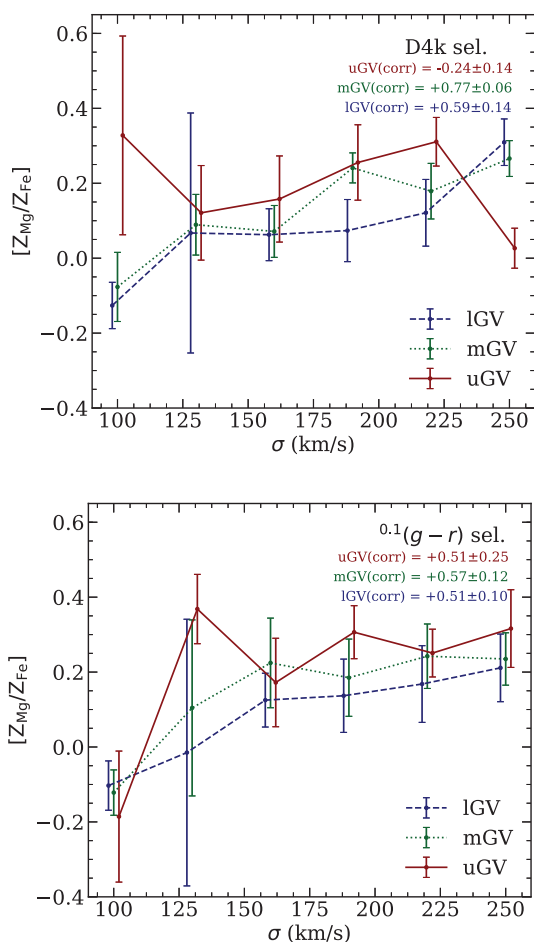 D4k sel.
uGV(corr) = -0.24±0.14
mGV(corr) = +0.77±0.06
lGV(corr) = +0.59±0.14
[Z_Mg/Z_Fe]
0.6
0.4
0.2
0.0
−0.2
−0.4
lGV
mGV
uGV
100 125 150 175 200 225 250
σ (km/s)
0.1(g − r) sel.
uGV(corr) = +0.51±0.25
mGV(corr) = +0.57±0.12
lGV(corr) = +0.51±0.10
[Z_Mg/Z_Fe]
0.6
0.4
0.2
0.0
−0.2
−0.4
lGV
mGV
uGV
100 125 150 175 200 225 250
σ (km/s)